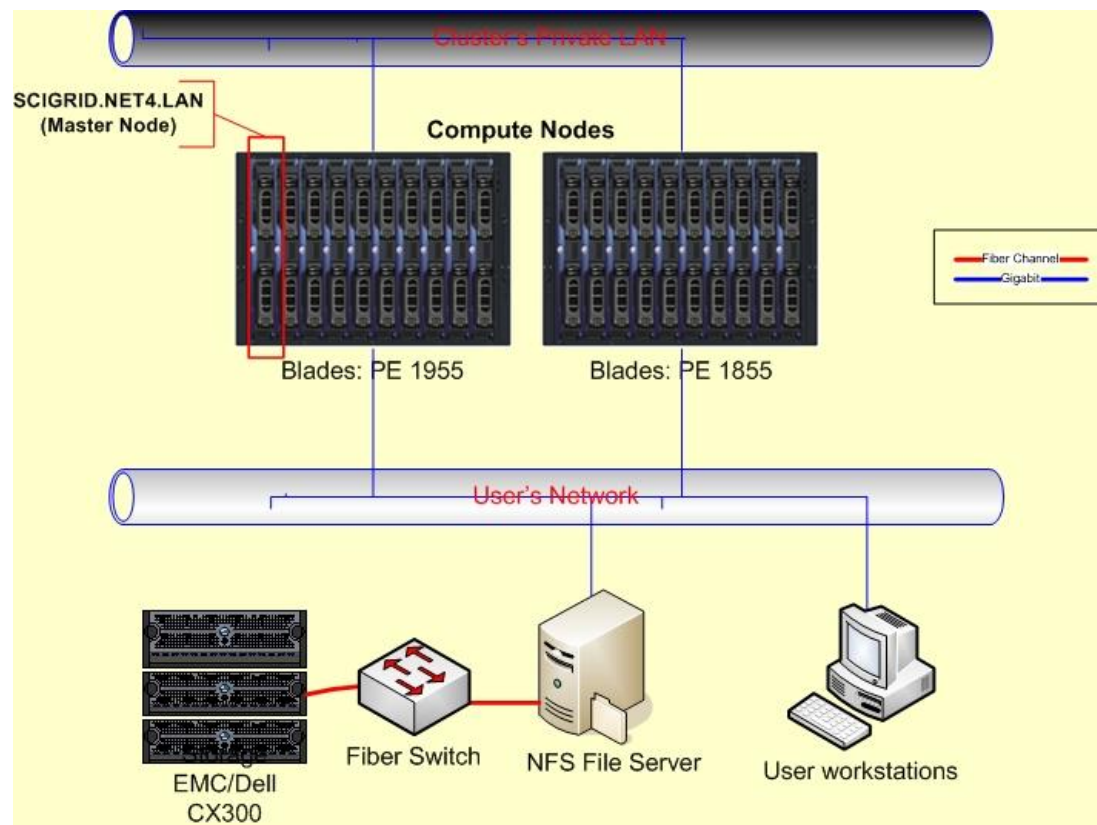 Cluster's Private LAN
SCIGRID.NET4.LAN
(Master Node)
Compute Nodes
Fiber Channel
Gigabit
Blades: PE 1955
Blades: PE 1855
User's Network
Storage
EMC/Dell
CX300
Fiber Switch
NFS File Server
User workstations